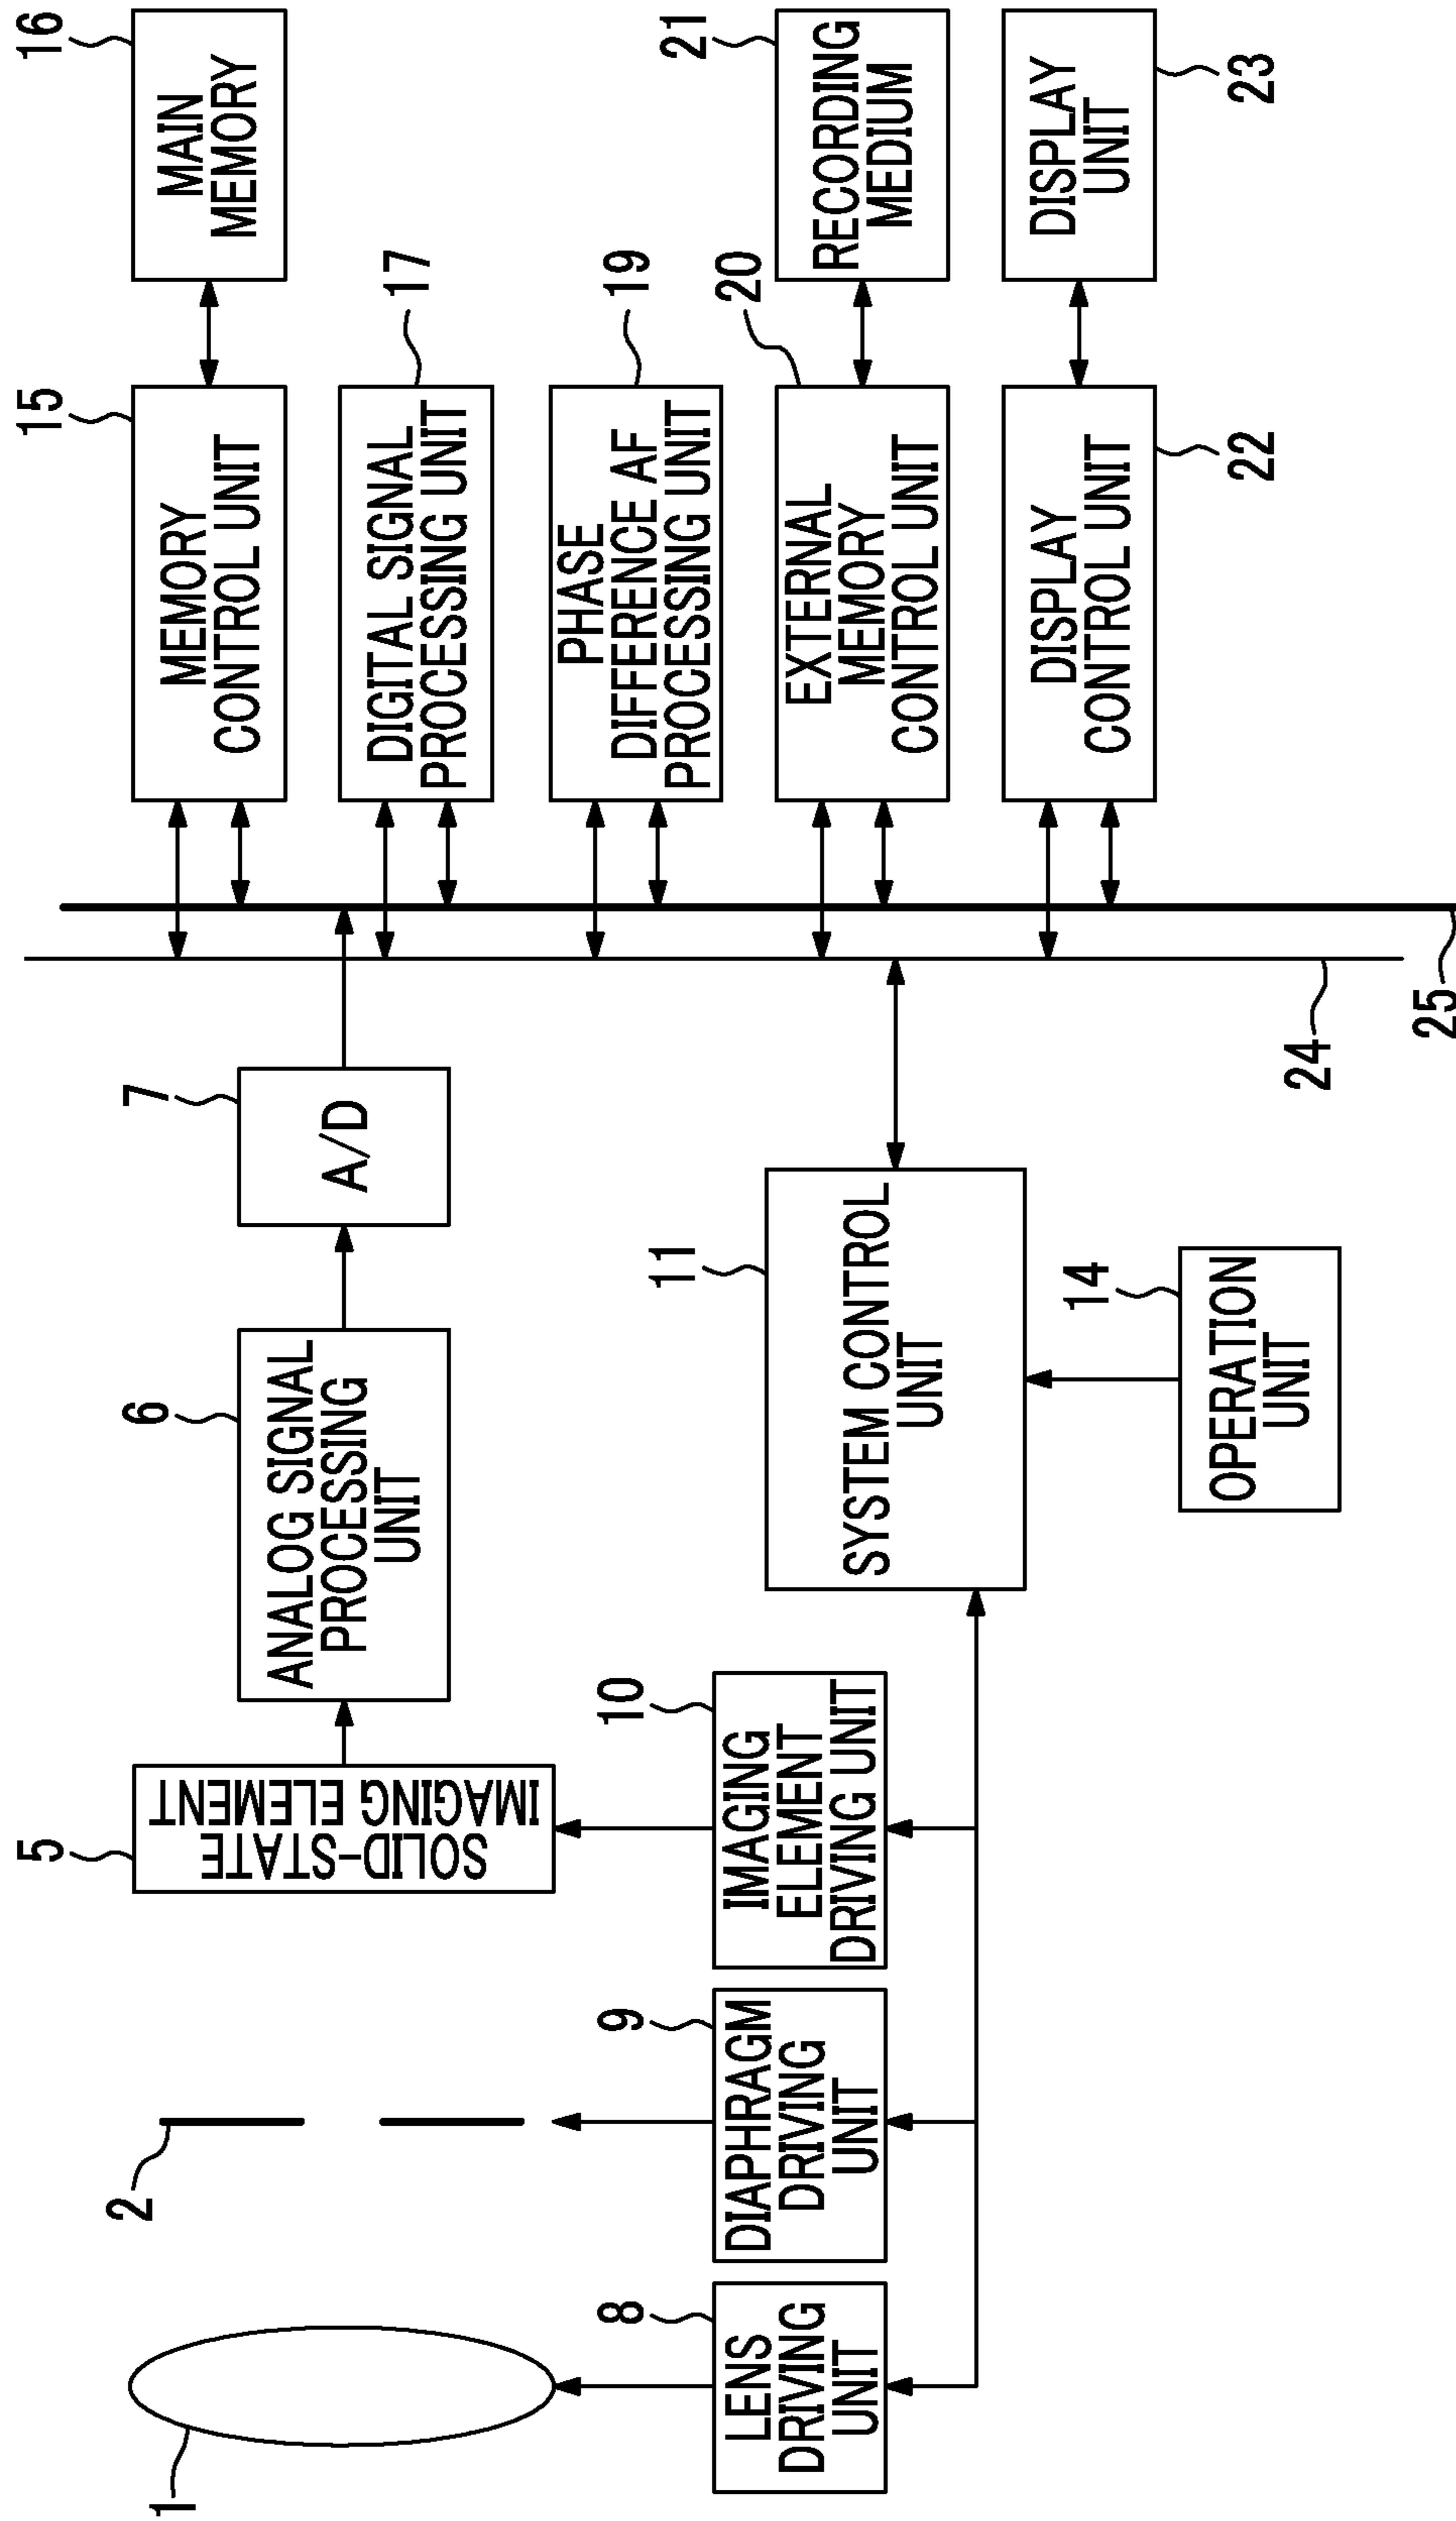 1
2
5
SOLID-STATE
IMAGING ELEMENT
6
ANALOG SIGNAL
PROCESSING
UNIT
7
A/D
15
MEMORY
CONTROL UNIT
16
MAIN
MEMORY
17
DIGITAL SIGNAL
PROCESSING UNIT
19
PHASE
DIFFERENCE AF
PROCESSING UNIT
20
EXTERNAL
MEMORY
CONTROL UNIT
21
RECORDING
MEDIUM
8
LENS
DRIVING
UNIT
9
DIAPHRAGM
DRIVING
UNIT
10
IMAGING
ELEMENT
DRIVING UNIT
11
SYSTEM CONTROL
UNIT
14
OPERATION
UNIT
22
DISPLAY
CONTROL UNIT
23
DISPLAY
UNIT
24
25